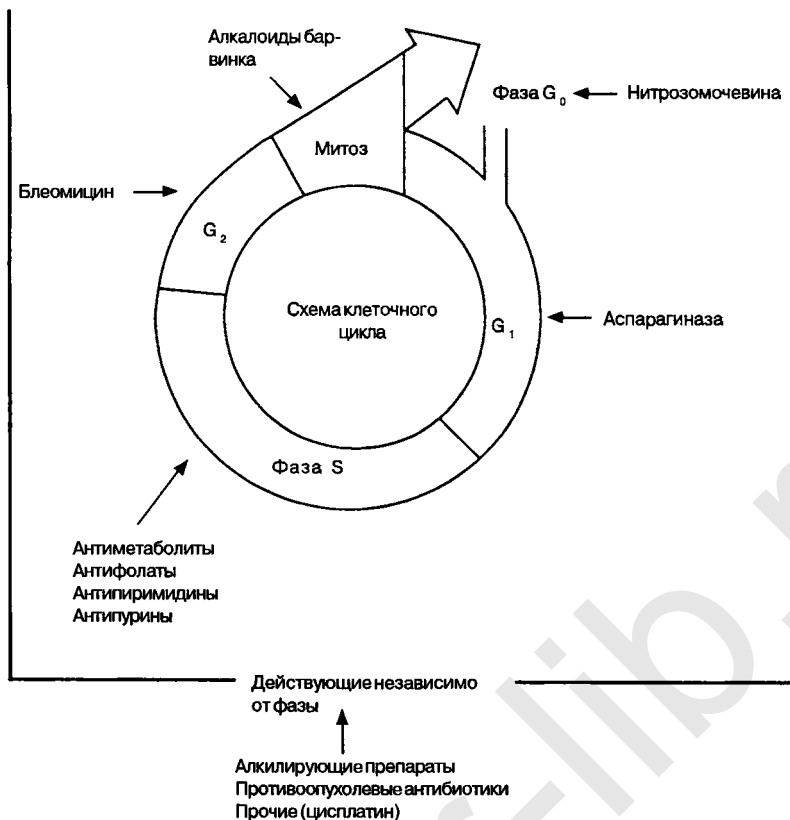 Алкалоиды бар-
винка
Фаза G₀
Нитрозомочевина
Митоз
Блеомицин
G₂
Схема клеточного
цикла
G₁
Аспарагиназа
Фаза S
Антиметаболиты
Антифолаты
Антипиримидины
Антипурины
Действующие независимо
от фазы
Алкилирующие препараты
Противоопухолевые антибиотики
Прочие (цисплатин)